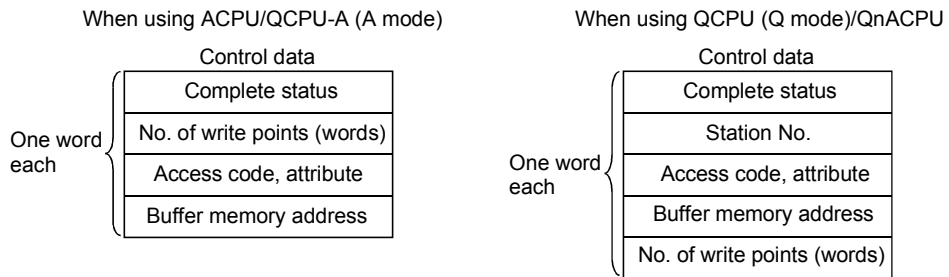 When using ACPU/QCPU-A (A mode)
Control data
One word each
Complete status
No. of write points (words)
Access code, attribute
Buffer memory address
When using QCPU (Q mode)/QnACPU
Control data
One word each
Complete status
Station No.
Access code, attribute
Buffer memory address
No. of write points (words)